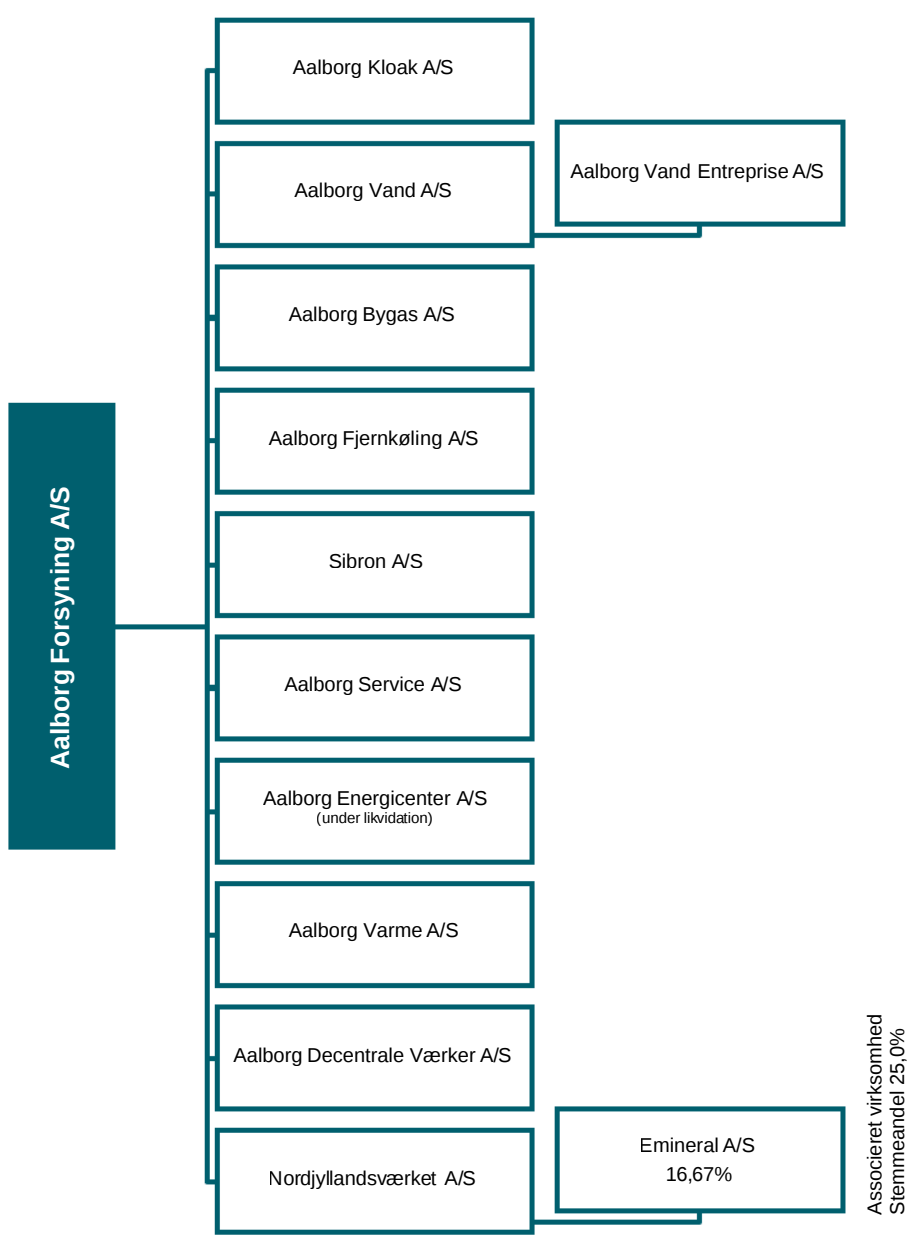 Aalborg Forsyning A/S
Aalborg Kloak A/S
Aalborg Vand A/S
Aalborg Vand Entreprise A/S
Aalborg Bygas A/S
Aalborg Fjernkøling A/S
Sibron A/S
Aalborg Service A/S
Aalborg Energicenter A/S
(under likvidation)
Aalborg Varme A/S
Aalborg Decentrale Værker A/S
Nordjyllandsværket A/S
Emineral A/S
16,67%
Associeret virksomhed
Stemmeandel 25,0%